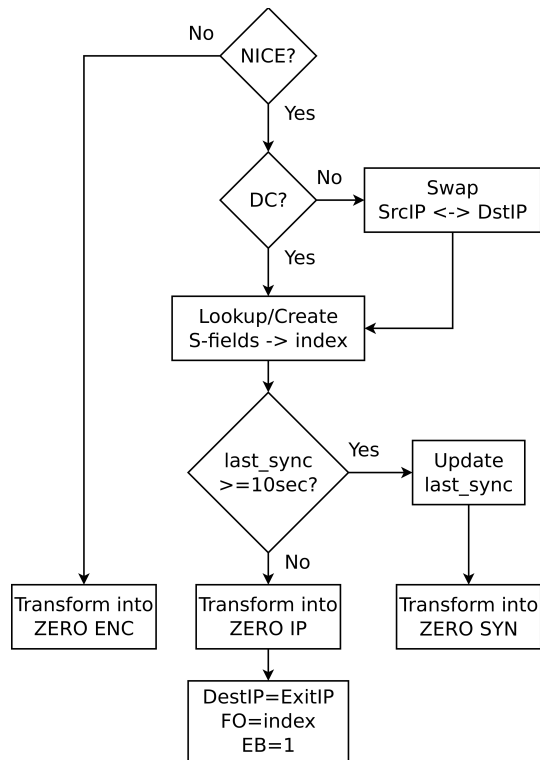 No
NICE?
Yes
DC?
No
Swap
SrcIP <-> DstIP
Yes
Lookup/Create
S-fields -> index
last_sync
>=10sec?
Yes
Update
last_sync
No
Transform into
ZERO ENC
Transform into
ZERO IP
Transform into
ZERO SYN
DestIP=ExitIP
FO=index
EB=1